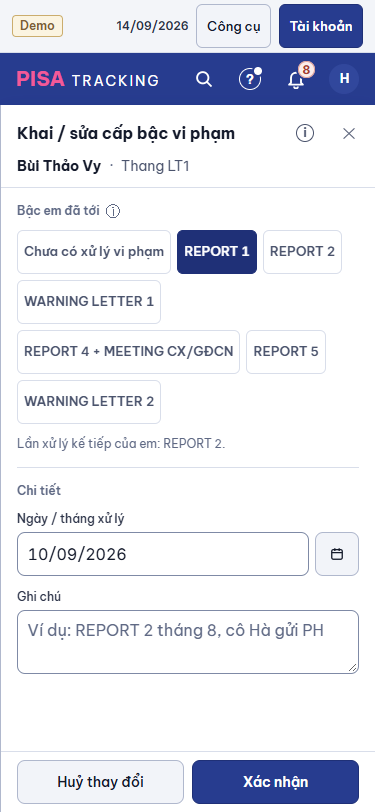 Demo 14/09/2026 Công cụ Tài khoản
PISA TRACKING ? 8 H
Khai / sửa cấp bậc vi phạm
Bùi Thảo Vy · Thang LT1
Bậc em đã tới
Chưa có xử lý vi phạm REPORT 1 REPORT 2
WARNING LETTER 1
REPORT 4 + MEETING CX/GĐCN REPORT 5
WARNING LETTER 2
Lần xử lý kế tiếp của em: REPORT 2.
Chi tiết
Ngày / tháng xử lý
10/09/2026
Ghi chú
Ví dụ: REPORT 2 tháng 8, cô Hà gửi PH
Huỷ thay đổi Xác nhận